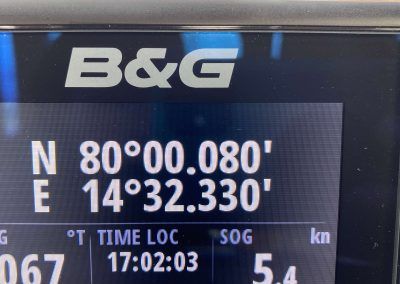 B&G
N 80°00.080'
E 14°32.330'
G °T TIME LOC SOG kn
067 17:02:03 5.4